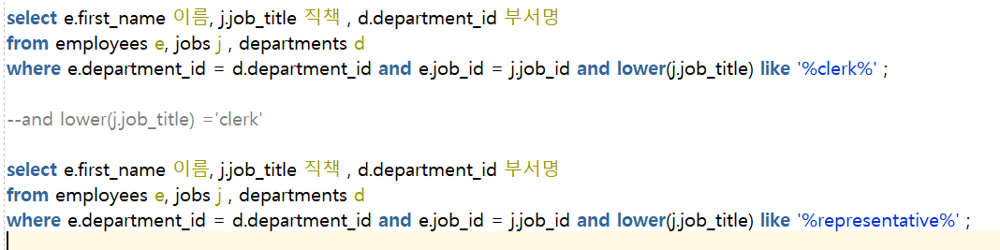 select e.first_name 이름, j.job_title 직책 , d.department_id 부서명
from employees e, jobs j , departments d
where e.department_id = d.department_id and e.job_id = j.job_id and lower(j.job_title) like '%clerk%' ;
--and lower(j.job_title) ='clerk'
select e.first_name 이름, j.job_title 직책 , d.department_id 부서명
from employees e, jobs j , departments d
where e.department_id = d.department_id and e.job_id = j.job_id and lower(j.job_title) like '%representative%' ;